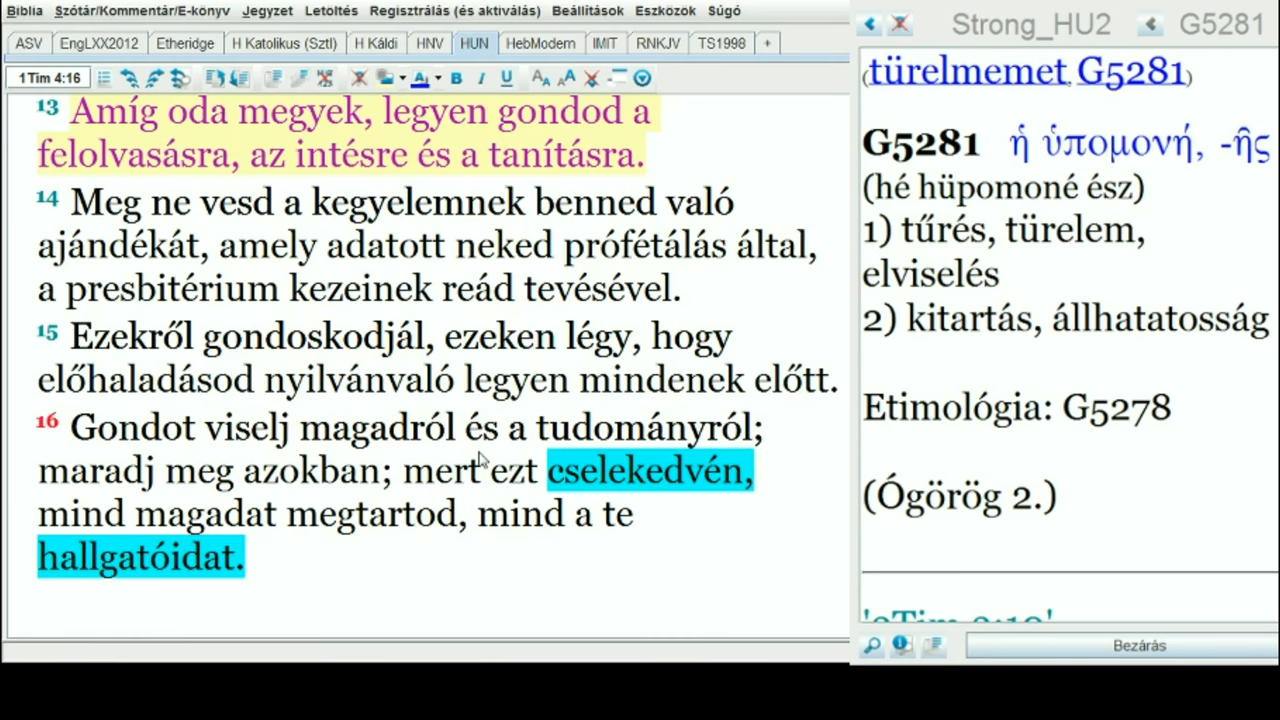 Biblia Szótár/Kommentár/E-könyv Jegyzet Letöltés Regisztrálás (és aktiválás) Beállítások Eszközök Súgó
ASV EngLXX2012 Etheridge H Katolikus (Sztl) H Káldi HNV HUN HebModern IMIT RNKJV TS1998 +
1Tim 4:16
13 Amíg oda megyek, legyen gondod a
felolvasásra, az intésre és a tanításra.
14 Meg ne vesd a kegyelemnek benned való
ajándékát, amely adatott neked prófétálás által,
a presbitérium kezeinek reád tevésével.
15 Ezekről gondoskodjál, ezeken légy, hogy
előhaladásod nyilvánvaló legyen mindenek előtt.
16 Gondot viselj magadról és a tudományról;
maradj meg azokban; mert ezt cselekedvén,
mind magadat megtartod, mind a te
hallgatóidat.
Strong_HU2 G5281
(türelmemet, G5281)
G5281 ἡ ὑπομονή, -ῆς
(hé hüpomoné ész)
1) tűrés, türelem,
elviselés
2) kitartás, állhatatosság
Etimológia: G5278
(Ógörög 2.)
Bezárás